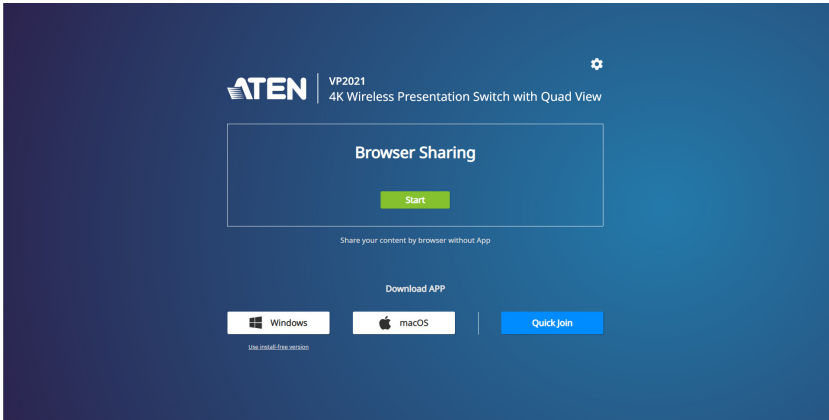 ATEN
VP2021
4K Wireless Presentation Switch with Quad View
Browser Sharing
Start
Share your content by browser without App
Download APP
Windows
macOS
Quick Join
Use install-free version